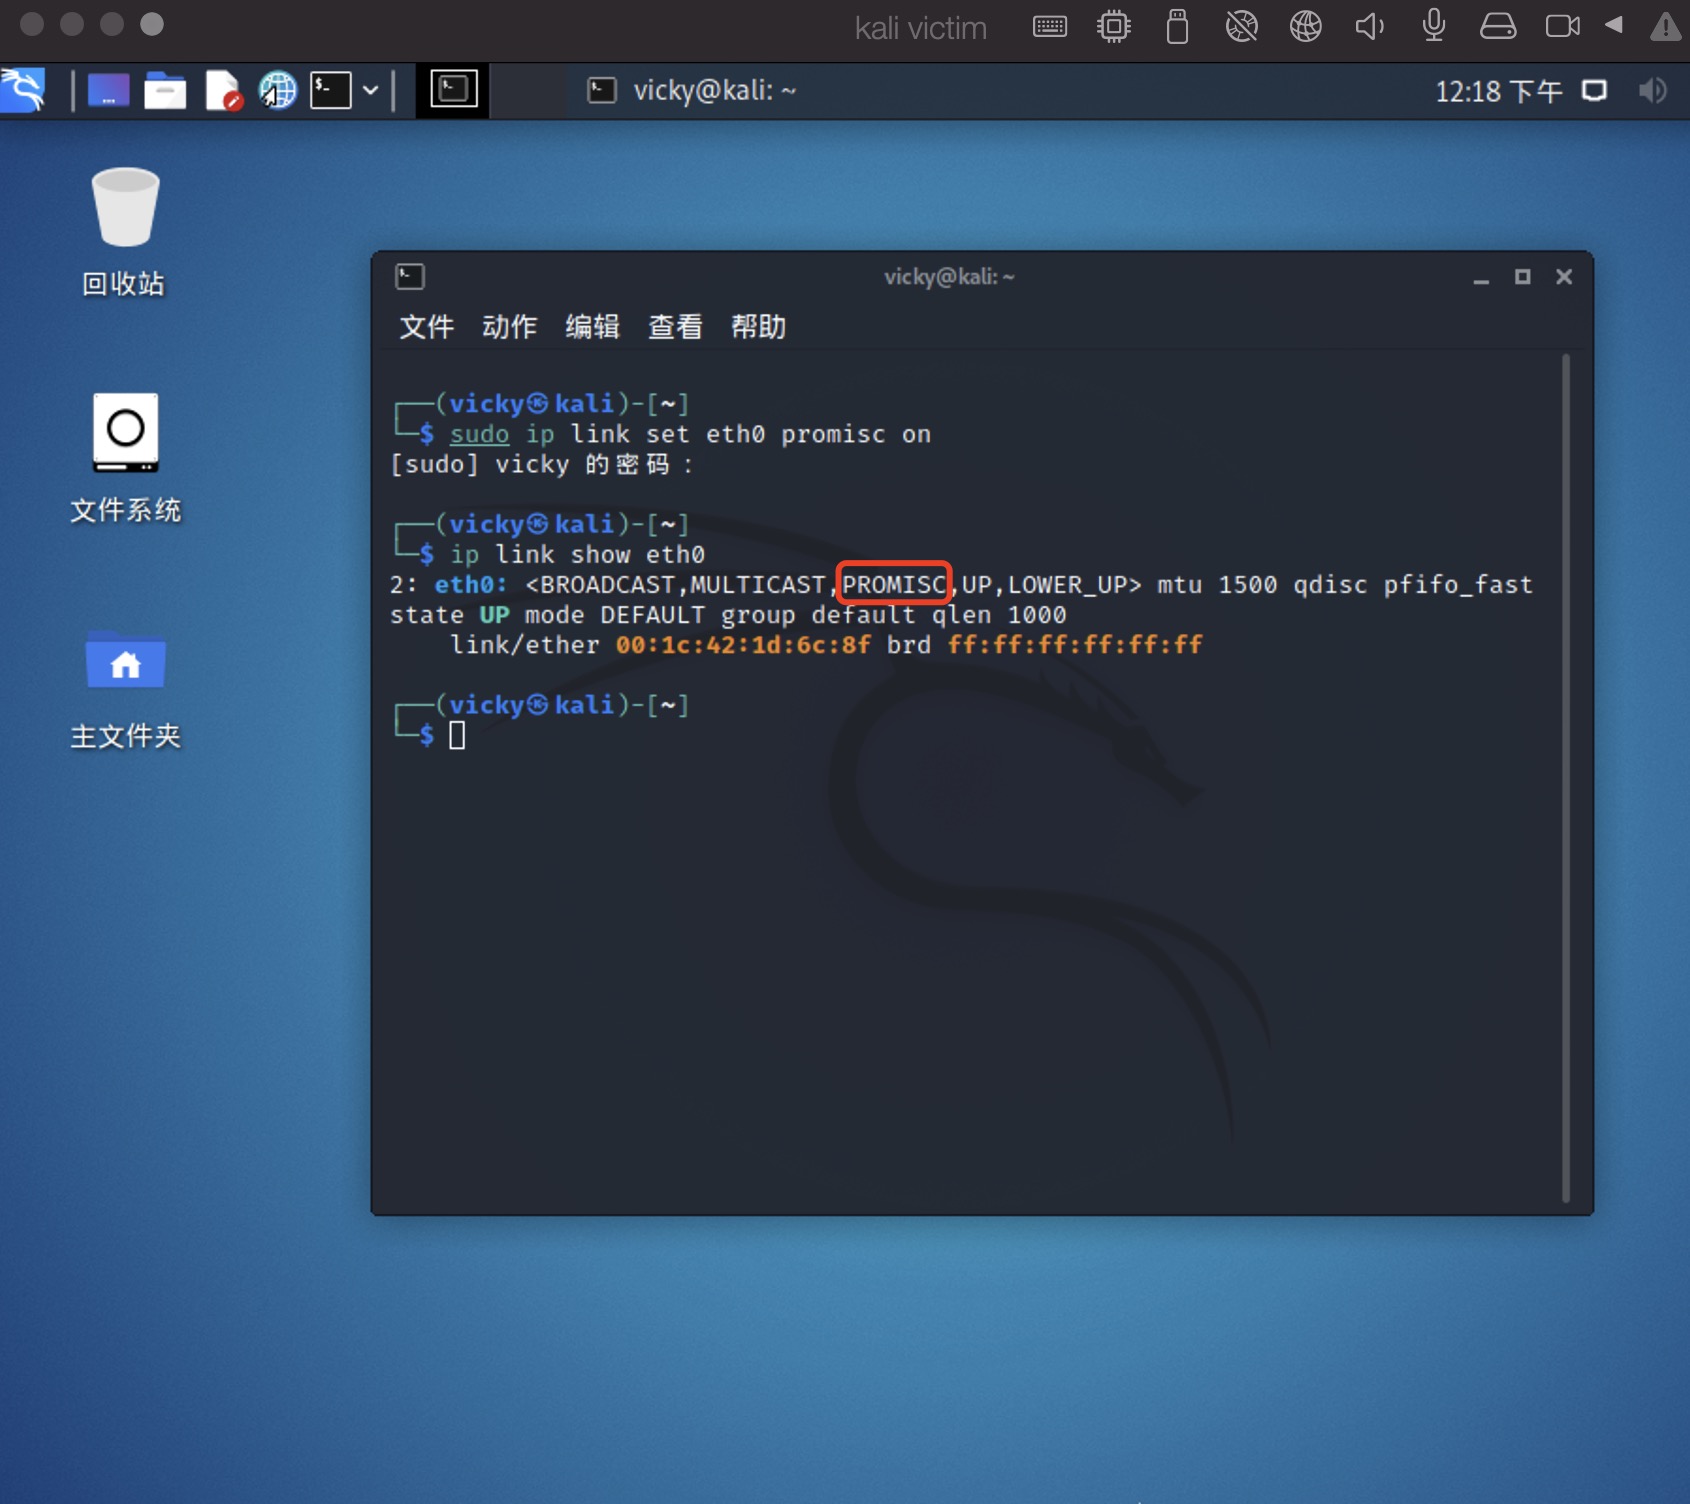 kali victim
vicky@kali: ~
12:18 下午
回收站
文件系统
主文件夹
vicky@kali: ~
文件 动作 编辑 查看 帮助
┌──(vicky㉿kali)-[~]
└─$ sudo ip link set eth0 promisc on
[sudo] vicky 的密码：
┌──(vicky㉿kali)-[~]
└─$ ip link show eth0
2: eth0: <BROADCAST,MULTICAST,PROMISC,UP,LOWER_UP> mtu 1500 qdisc pfifo_fast
state UP mode DEFAULT group default qlen 1000
link/ether 00:1c:42:1d:6c:8f brd ff:ff:ff:ff:ff:ff
┌──(vicky㉿kali)-[~]
└─$